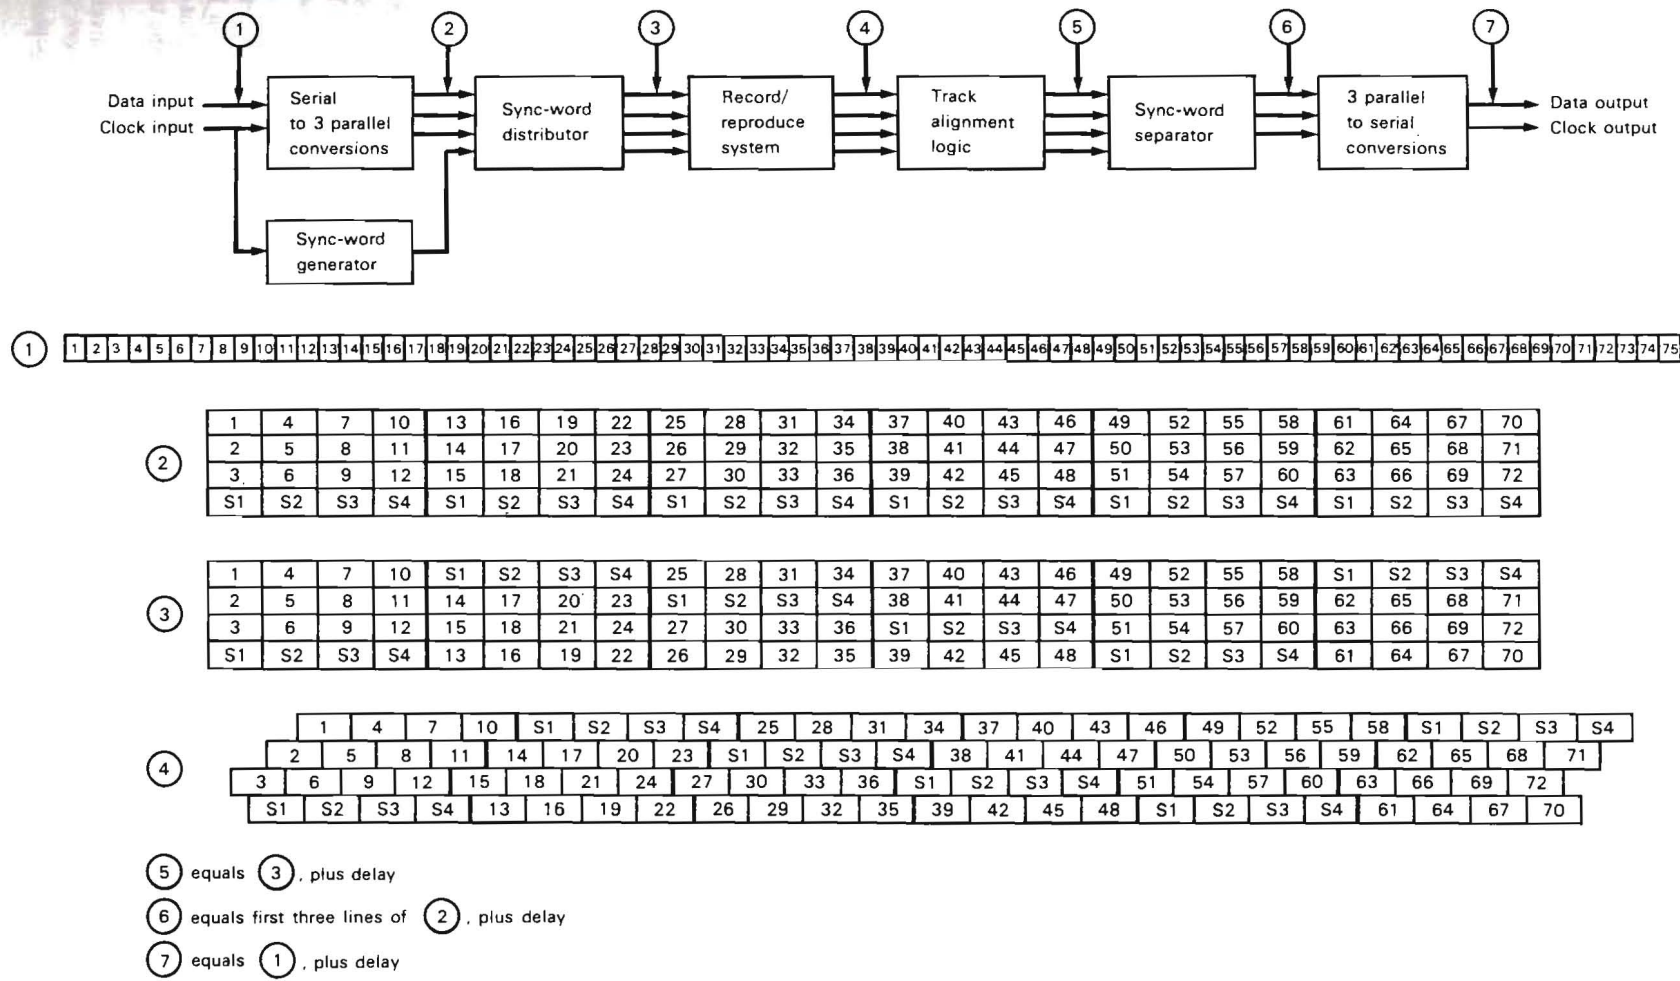 1 2 3 4 5 6 7
Data input
Clock input
Serial
to 3 parallel
conversions
Sync-word
distributor
Record/
reproduce
system
Track
alignment
logic
Sync-word
separator
3 parallel
to serial
conversions
Data output
Clock output
Sync-word
generator
1 1 2 3 4 5 6 7 8 9 10 11 12 13 14 15 16 17 18 19 20 21 22 23 24 25 26 27 28 29 30 31 32 33 34 35 36 37 38 39 40 41 42 43 44 45 46 47 48 49 50 51 52 53 54 55 56 57 58 59 60 61 62 63 64 65 66 67 68 69 70 71 72 73 74 75
2
1 4 7 10 13 16 19 22 25 28 31 34 37 40 43 46 49 52 55 58 61 64 67 70
2 5 8 11 14 17 20 23 26 29 32 35 38 41 44 47 50 53 56 59 62 65 68 71
3 6 9 12 15 18 21 24 27 30 33 36 39 42 45 48 51 54 57 60 63 66 69 72
S1 S2 S3 S4 S1 S2 S3 S4 S1 S2 S3 S4 S1 S2 S3 S4 S1 S2 S3 S4 S1 S2 S3 S4
3
1 4 7 10 S1 S2 S3 S4 25 28 31 34 37 40 43 46 49 52 55 58 S1 S2 S3 S4
2 5 8 11 14 17 20 23 S1 S2 S3 S4 38 41 44 47 50 53 56 59 62 65 68 71
3 6 9 12 15 18 21 24 27 30 33 36 S1 S2 S3 S4 51 54 57 60 63 66 69 72
S1 S2 S3 S4 13 16 19 22 26 29 32 35 39 42 45 48 S1 S2 S3 S4 61 64 67 70
4
1 4 7 10 S1 S2 S3 S4 25 28 31 34 37 40 43 46 49 52 55 58 S1 S2 S3 S4
2 5 8 11 14 17 20 23 S1 S2 S3 S4 38 41 44 47 50 53 56 59 62 65 68 71
3 6 9 12 15 18 21 24 27 30 33 36 S1 S2 S3 S4 51 54 57 60 63 66 69 72
S1 S2 S3 S4 13 16 19 22 26 29 32 35 39 42 45 48 S1 S2 S3 S4 61 64 67 70
5 equals 3, plus delay
6 equals first three lines of 2, plus delay
7 equals 1, plus delay